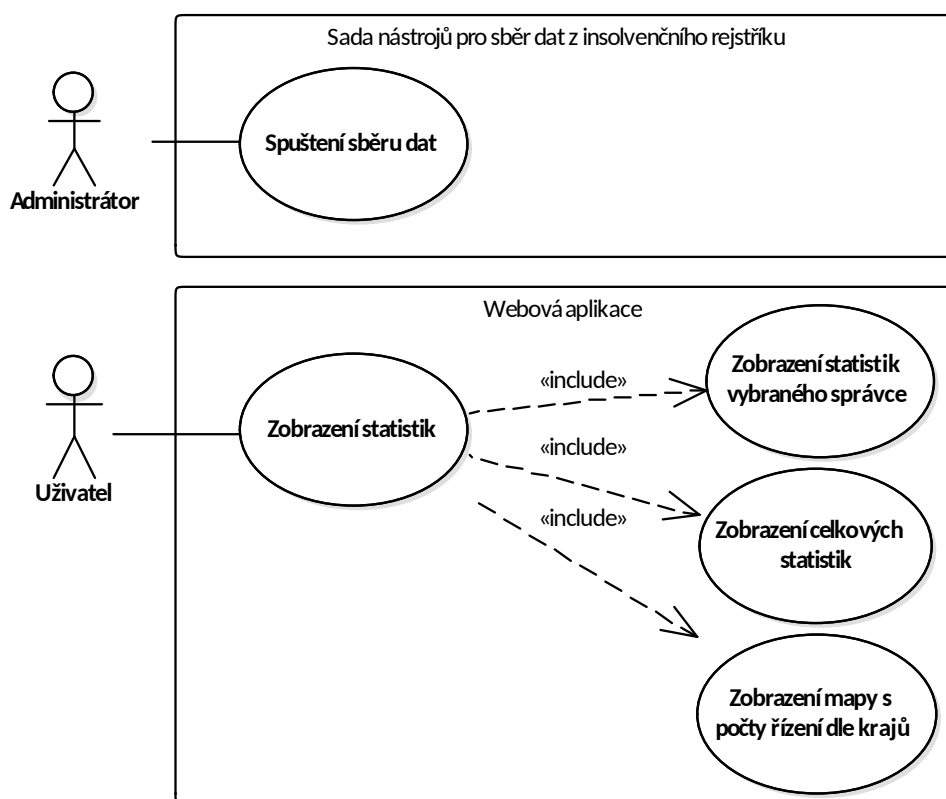 Sada nástrojů pro sběr dat z insolvenčního rejstříku
Spuštení sběru dat
Administrátor
Webová aplikace
Zobrazení statistik
vybraného správce
«include»
Zobrazení statistik
«include»
Uživatel
«include»
Zobrazení celkových
statistik
Zobrazení mapy s
počty řízení dle krajů